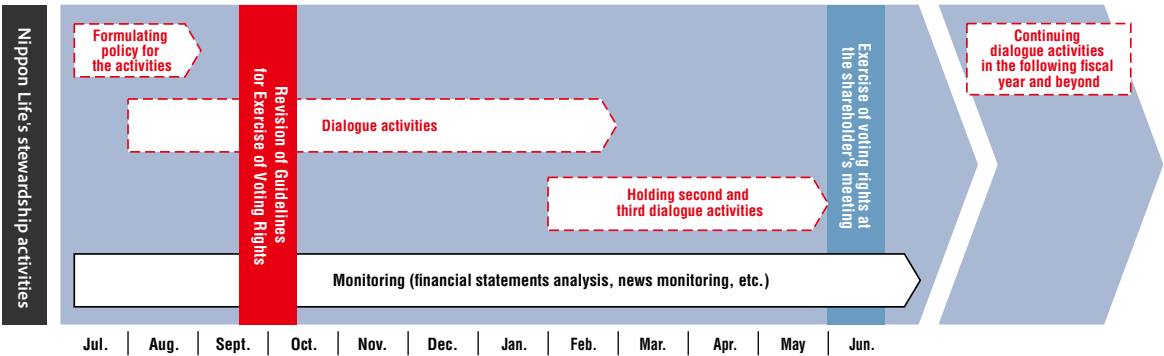 Nippon Life's stewardship activities
Formulating
policy for
the activities
Revision of Guidelines
for Exercise of Voting Rights
Dialogue activities
Holding second and
third dialogue activities
Exercise of voting rights at
the shareholder's meeting
Monitoring (financial statements analysis, news monitoring, etc.)
Continuing
dialogue activities
in the following fiscal
year and beyond
Jul. Aug. Sept. Oct. Nov. Dec. Jan. Feb. Mar. Apr. May Jun.